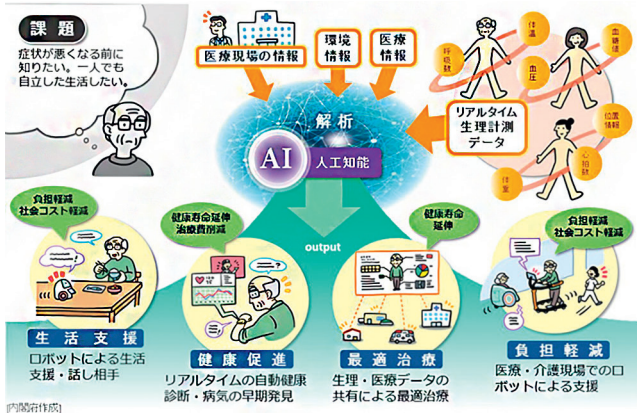 課題
症状が悪くなる前に
知りたい。一人でも
自立した生活したい。
医療現場の情報
環境
情報
医療
情報
解析
AI 人工知能
リアルタイム
生理計測
データ
呼吸数
体温
血圧
血糖値
位置
情報
心拍数
体重
output
負担軽減
社会コスト軽減
生活支援
ロボットによる生活
支援・話し相手
健康寿命延伸
治療費削減
健康促進
リアルタイムの自動健康
診断・病気の早期発見
健康寿命
延伸
最適治療
生理・医療データの
共有による最適治療
負担軽減
社会コスト軽減
負担軽減
医療・介護現場でのロ
ボットによる支援
[内閣府作成]